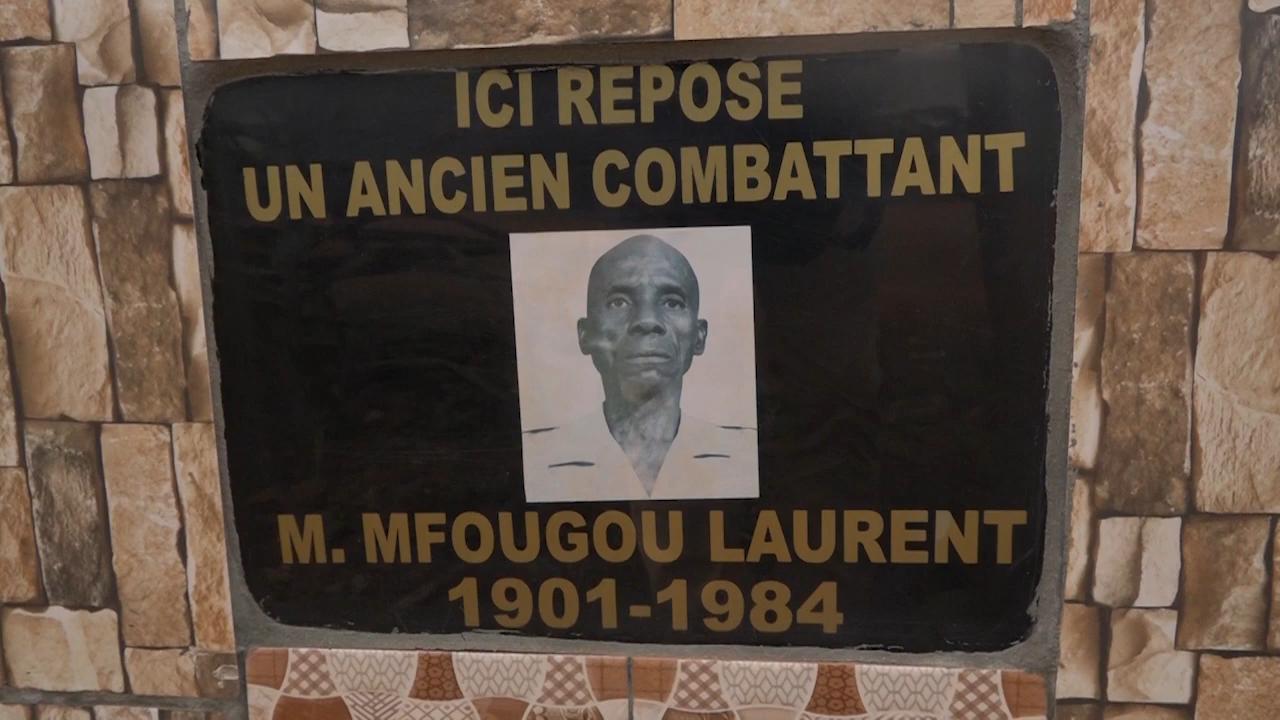 ICI REPOSE
UN ANCIEN COMBATTANT
M. MFOUGOU LAURENT
1901-1984